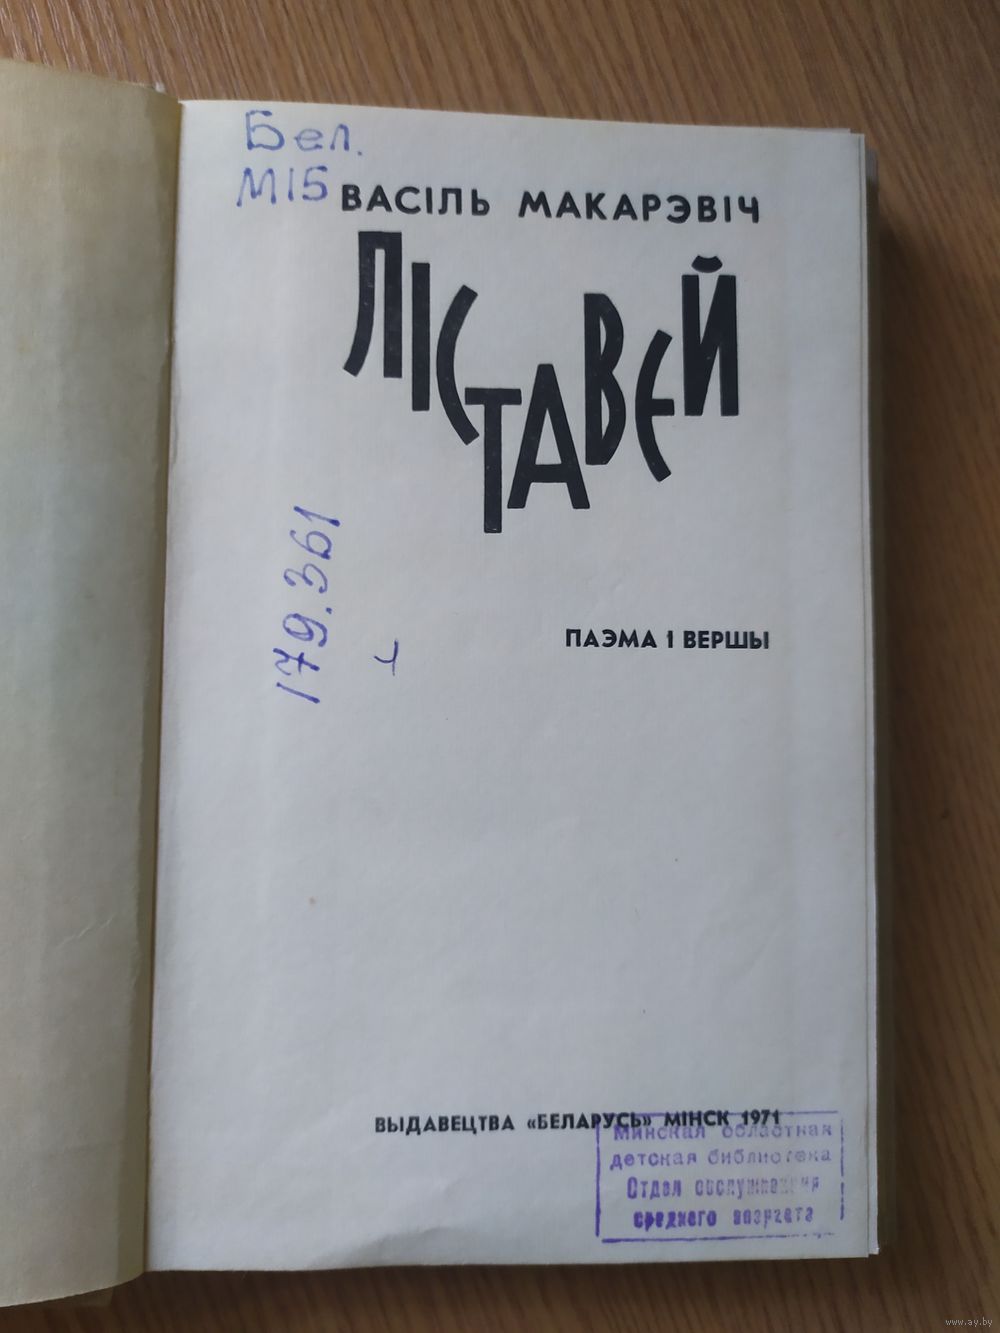 Бел.
М15
ВАСІЛЬ МАКАРЭВІЧ
ЛІСТАВЕЙ
179.361
ч
ПАЭМА І ВЕРШЫ
ВЫДАВЕЦТВА «БЕЛАРУСЬ» МІНСК 1971
Минская областная
детская библиотека
Отдел обслуживания
среднего возраста
www.ay.by